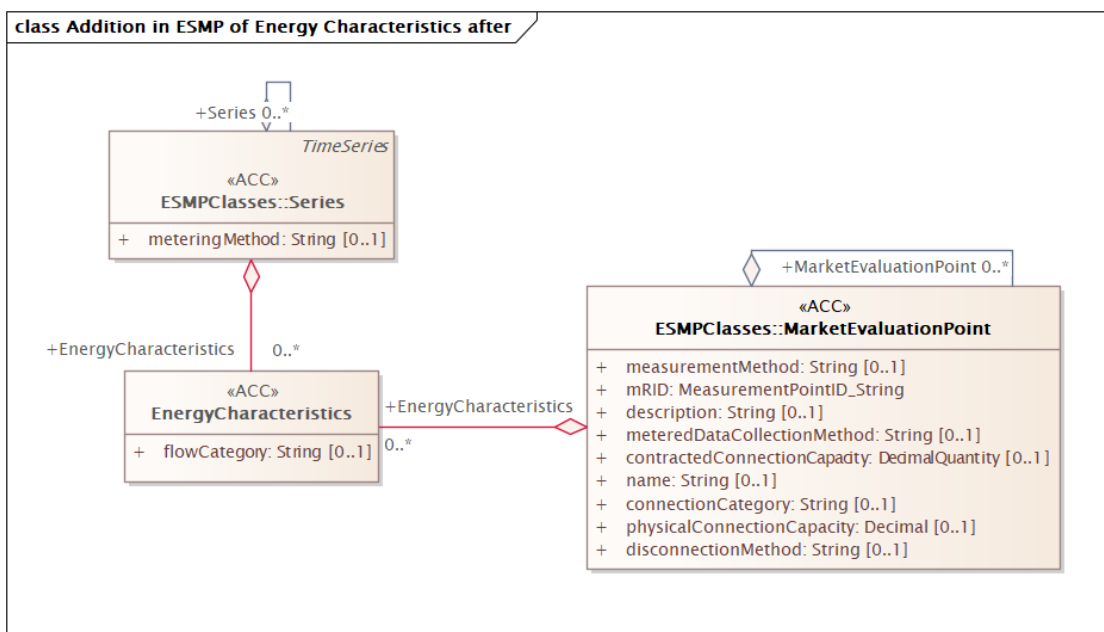 class Addition in ESMP of Energy Characteristics after
+Series 0..*
TimeSeries
«ACC»
ESMPClasses::Series
+ meteringMethod: String [0..1]
+EnergyCharacteristics 0..*
«ACC»
EnergyCharacteristics
+ flowCategory: String [0..1]
+EnergyCharacteristics
0..*
+MarketEvaluationPoint 0..*
«ACC»
ESMPClasses::MarketEvaluationPoint
+ measurementMethod: String [0..1]
+ mRID: MeasurementPointID_String
+ description: String [0..1]
+ meteredDataCollectionMethod: String [0..1]
+ contractedConnectionCapacity: DecimalQuantity [0..1]
+ name: String [0..1]
+ connectionCategory: String [0..1]
+ physicalConnectionCapacity: Decimal [0..1]
+ disconnectionMethod: String [0..1]